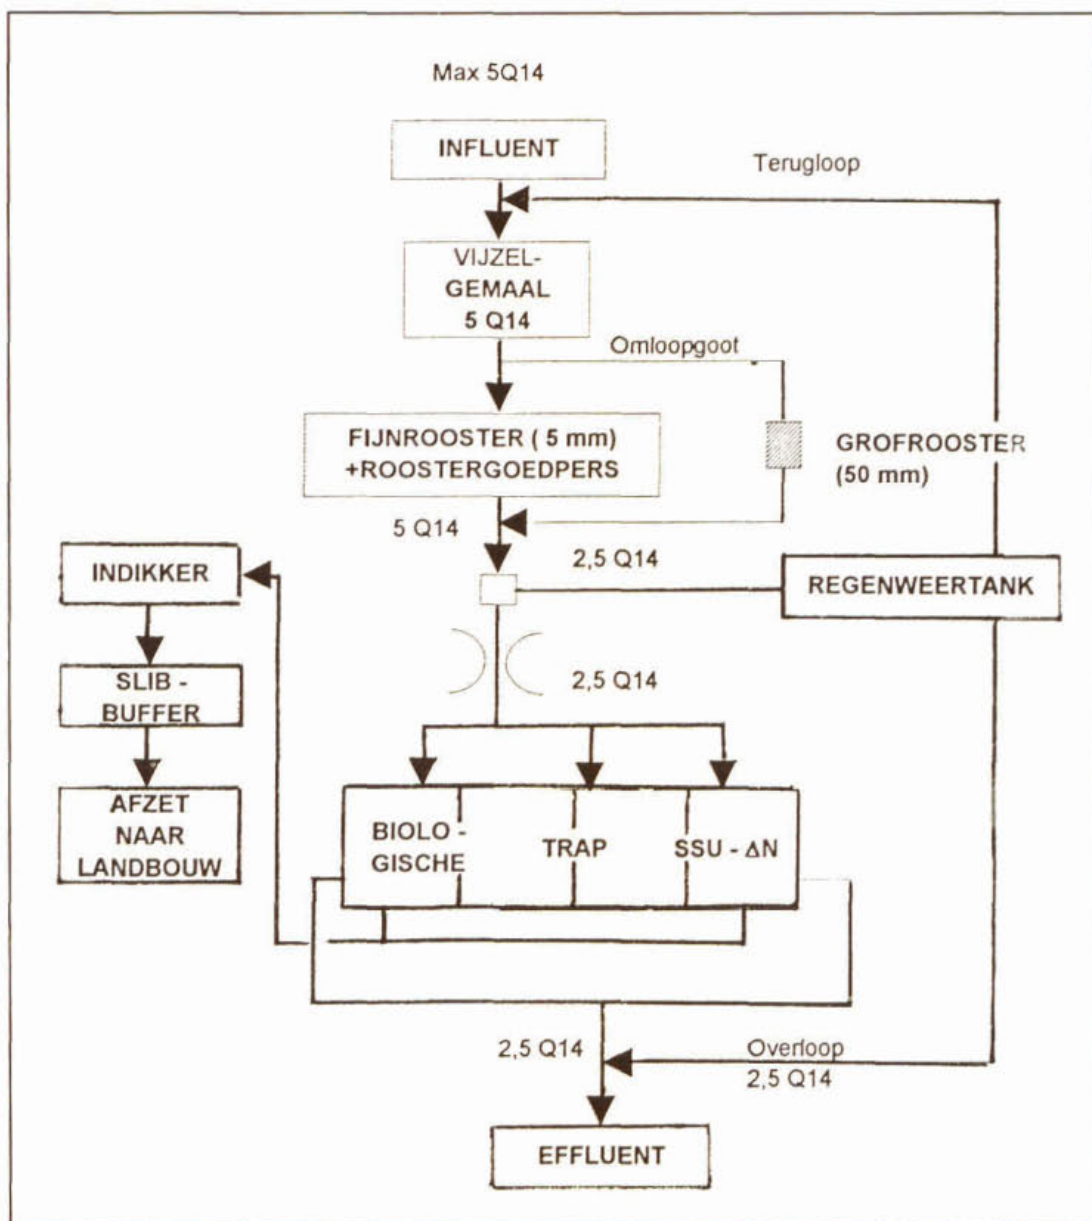 Max 5Q14
INFLUENT
Terugloop
VIJZEL-
GEMAAL
5 Q14
Omloopgoot
FIJNROOSTER ( 5 mm)
+ROOSTERGOEDPERS
GROFROOSTER
(50 mm)
5 Q14
2,5 Q14
INDIKKER
REGENWEERTANK
SLIB -
BUFFER
2,5 Q14
AFZET
NAAR
LANDBOUW
BIOLO -
GISCHE
TRAP
SSU - ΔN
2,5 Q14
Overloop
2,5 Q14
EFFLUENT